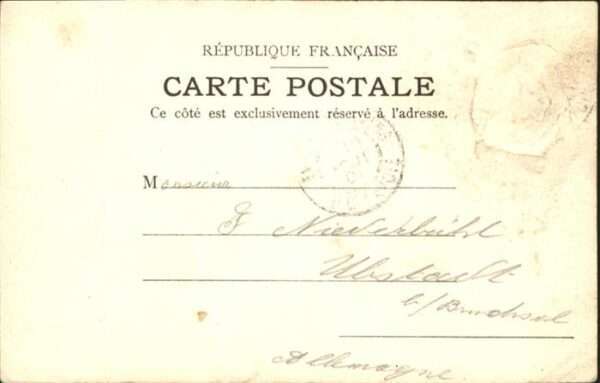 RÉPUBLIQUE FRANÇAISE
CARTE POSTALE
Ce côté est exclusivement réservé à l'adresse.
Monsieur
F Niederbühl
Ubstadt
b/Bruchsal
Allemagne.